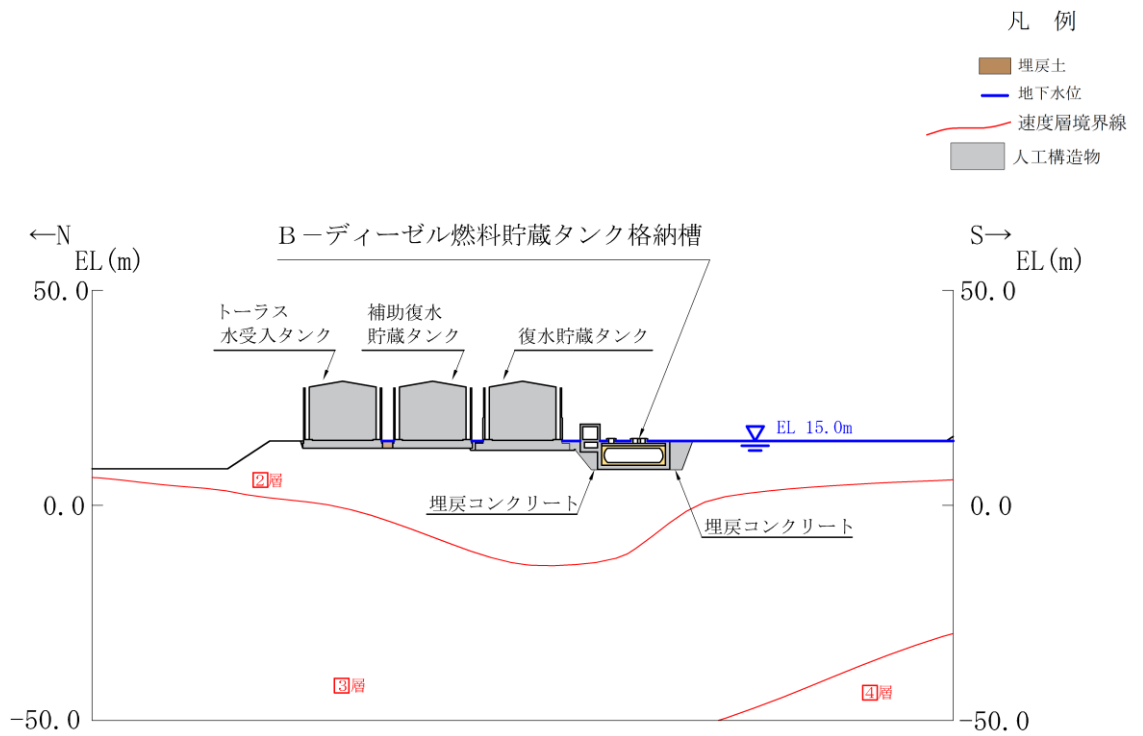 凡　例
埋戻土
地下水位
速度層境界線
人工構造物
←N
EL(m)
B－ディーゼル燃料貯蔵タンク格納槽
S→
EL(m)
50.0
50.0
トーラス
水受入タンク
補助復水
貯蔵タンク
復水貯蔵タンク
EL 15.0m
②層
0.0
0.0
埋戻コンクリート
埋戻コンクリート
③層
④層
-50.0
-50.0